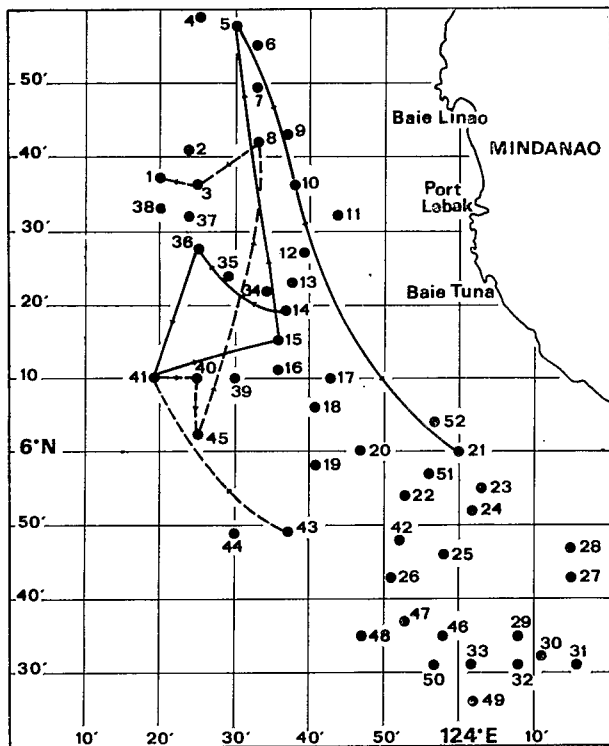 4 5 6
50' 7
Baie Linao
8 9
40' 2 MINDANAO
1 3 10
38 37 Port Lebak
30' 11
36 12
35 13
34 14
20' Baie Tuna
15
40 16
10 41 39 17
45 18 52
6°N 19 20 21
51 23
22 24
50' 43 42 28
44 25
40' 26 27
47 46 29
48 30
30' 50 33 32 31
49
10' 20' 30' 40' 50' 124°E 10'